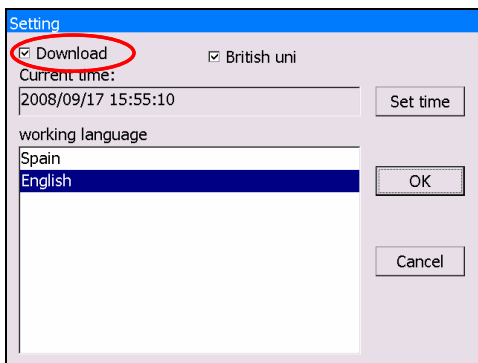 Setting
Download
British uni
Current time:
2008/09/17 15:55:10
Set time
working language
Spain
English
OK
Cancel